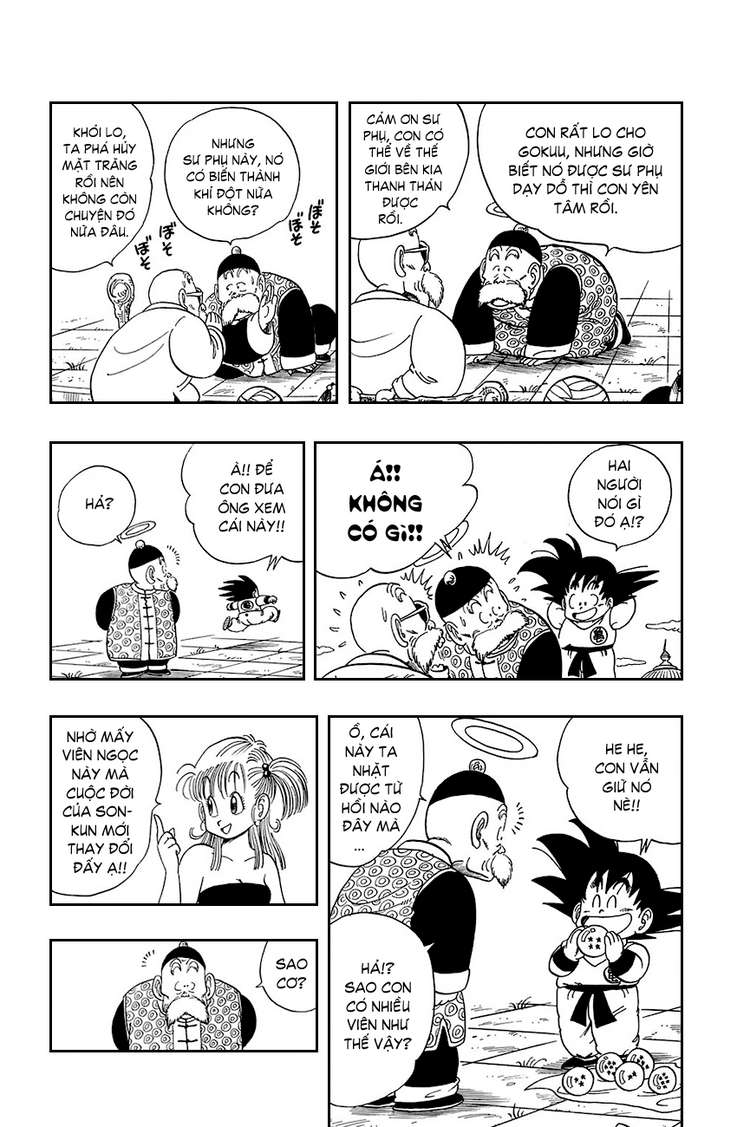 CON RẤT LO CHO
GOKUU, NHƯNG GIỜ
BIẾT NÓ ĐƯỢC SƯ PHỤ
DẠY DỖ THÌ CON YÊN
TÂM RỒI.
CÁM ƠN SƯ
PHỤ, CON CÓ
THỂ VỀ THẾ
GIỚI BÊN KIA
THANH THẢN
ĐƯỢC
RỒI.
NHƯNG
SƯ PHỤ NÀY, NÓ
CÓ BIẾN THÀNH
KHỈ ĐỘT NỮA
KHÔNG?
KHỎI LO,
TA PHÁ HỦY
MẶT TRĂNG
RỒI NÊN
KHÔNG CÒN
CHUYỆN ĐÓ
NỮA ĐÂU.
ぼそ
ぼそ
ぼそ
ぼそ
HAI
NGƯỜI
NÓI GÌ
ĐÓ Ạ!?
Á!!
KHÔNG
CÓ GÌ!!
À!! ĐỂ
CON ĐƯA
ÔNG XEM
CÁI NÀY!!
HẢ?
HE HE,
CON VẪN
GIỮ NÓ
NÈ!!
Ồ, CÁI
NÀY TA
NHẶT
ĐƯỢC TỪ
HỒI NÀO
ĐÂY MÀ
...
HẢ!?
SAO CON
CÓ NHIỀU
VIÊN NHƯ
THẾ VẬY?
NHỜ MẤY
VIÊN NGỌC
NÀY MÀ
CUỘC ĐỜI
CỦA SON-
KUN MỚI
THAY ĐỔI
ĐẤY Ạ!!
SAO
CƠ?